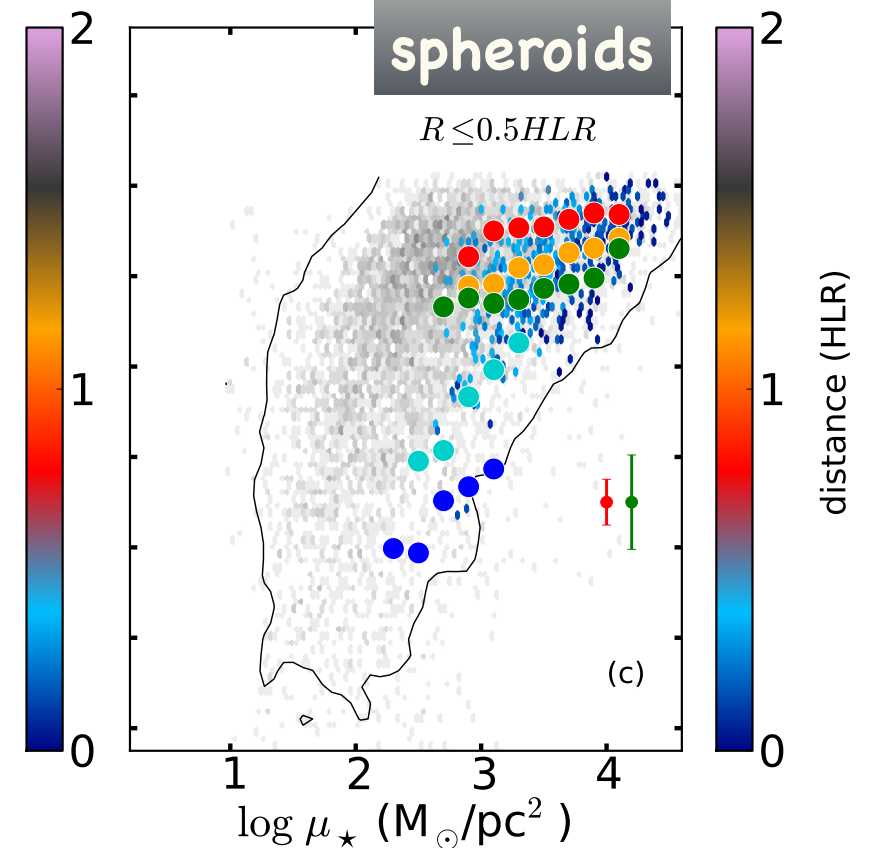 spheroids
R ≤0.5HLR
2
1
0
2
1
0
distance (HLR)
(c)
1 2 3 4
log μ⋆ (M⊙/pc² )